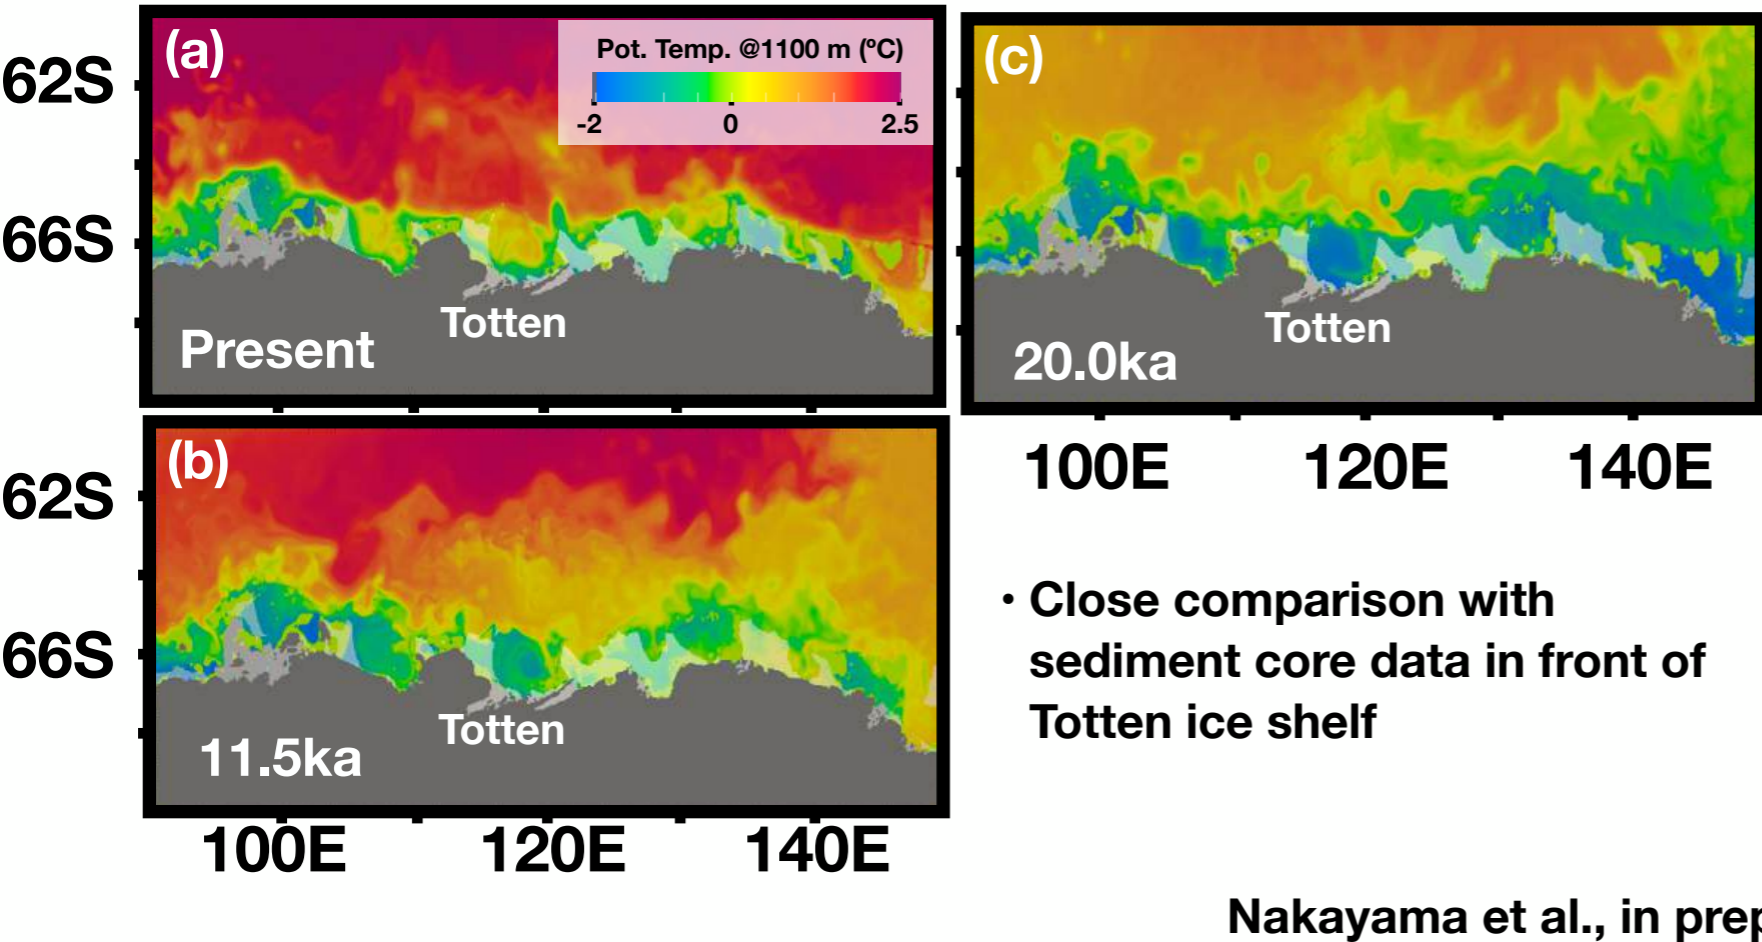 (a)
Pot. Temp. @1100 m (ºC)
-2 0 2.5
62S
66S
Totten
Present
(c)
Totten
20.0ka
100E 120E 140E
(b)
62S
66S
Totten
11.5ka
100E 120E 140E
• Close comparison with
sediment core data in front of
Totten ice shelf
Nakayama et al., in prep